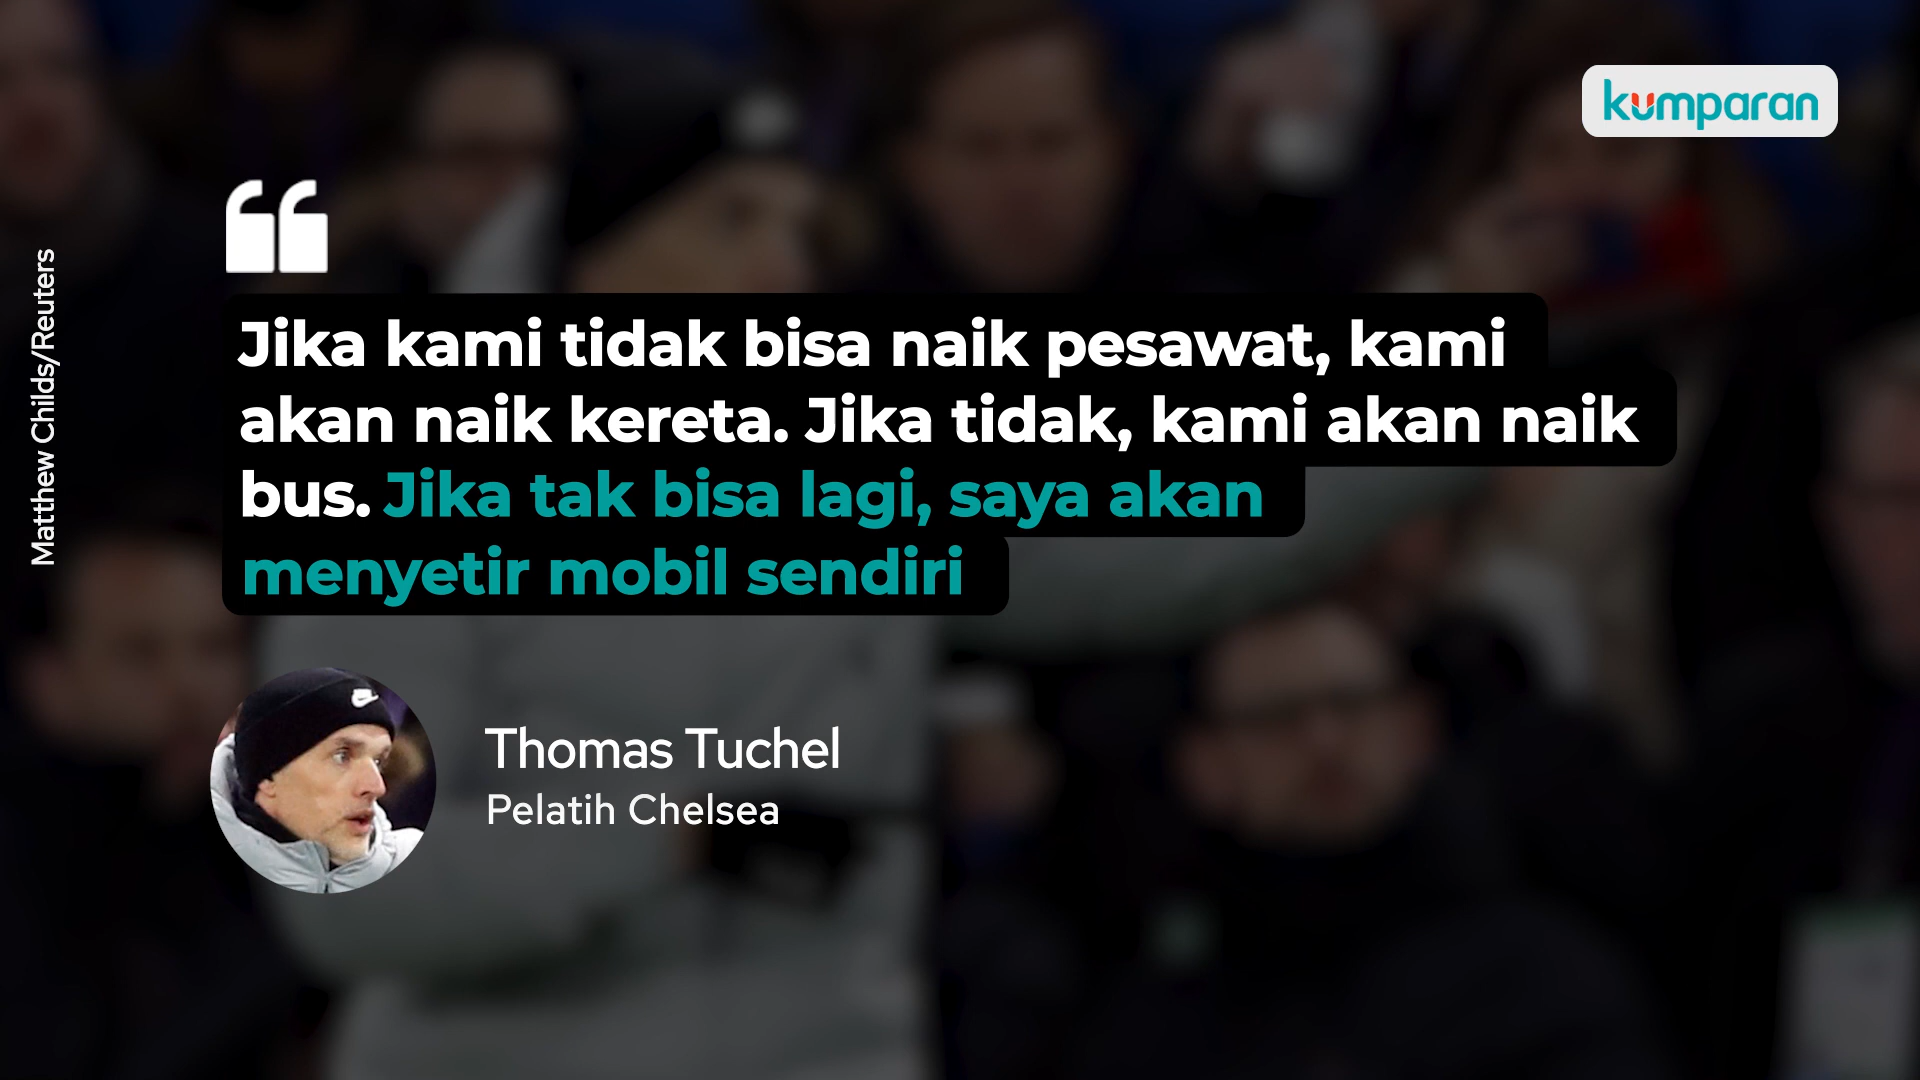 kumparan
Matthew Childs/Reuters
Jika kami tidak bisa naik pesawat, kami
akan naik kereta. Jika tidak, kami akan naik
bus. Jika tak bisa lagi, saya akan
menyetir mobil sendiri
Thomas Tuchel
Pelatih Chelsea